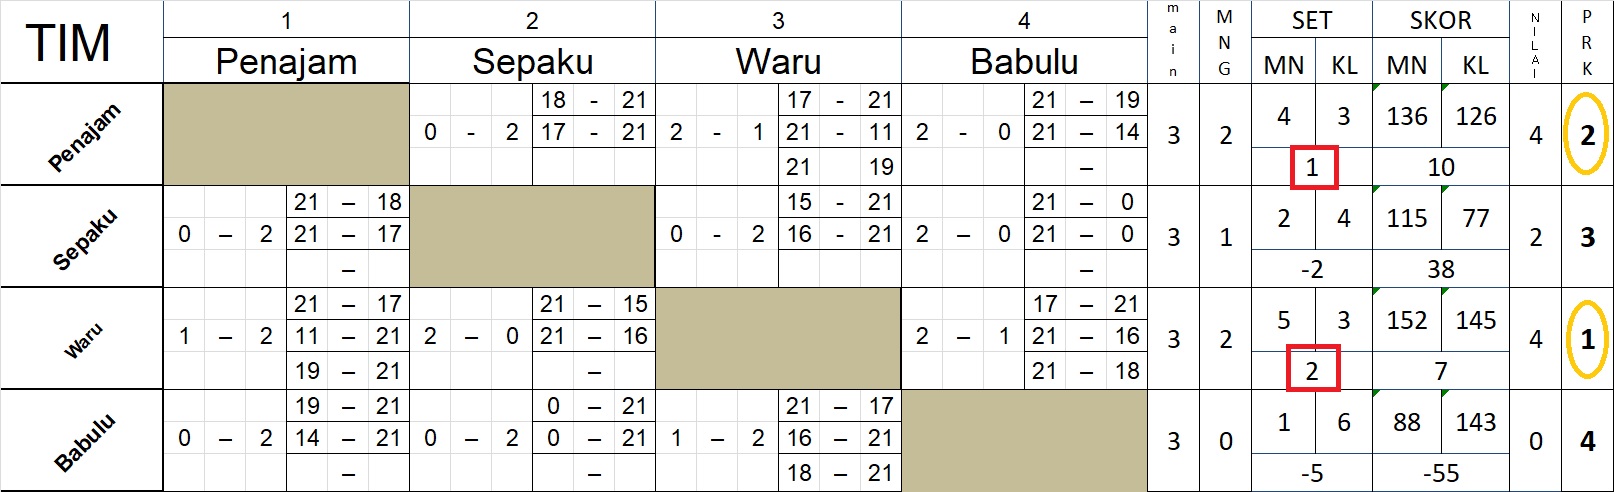 TIM 1 2 3 4 main MNG SET SKOR NILAI PRK
Penajam Sepaku Waru Babulu MN KL MN KL
18 - 21 17 - 21 21 – 19
Penajam 0 - 2 17 - 21 2 - 1 21 - 11 2 - 0 21 – 14 3 2 4 3 136 126 4 2
21 19 – 1 10
21 – 18 15 - 21 21 – 0
Sepaku 0 – 2 21 – 17 0 - 2 16 - 21 2 – 0 21 – 0 3 1 2 4 115 77 2 3
– – -2 38
21 – 17 21 – 15 17 – 21
Waru 1 – 2 11 – 21 2 – 0 21 – 16 2 – 1 21 – 16 3 2 5 3 152 145 4 1
19 – 21 – 21 – 18 2 7
19 – 21 0 – 21 21 – 17
Babulu 0 – 2 14 – 21 0 – 2 0 – 21 1 – 2 16 – 21 3 0 1 6 88 143 0 4
– – 18 – 21 -5 -55